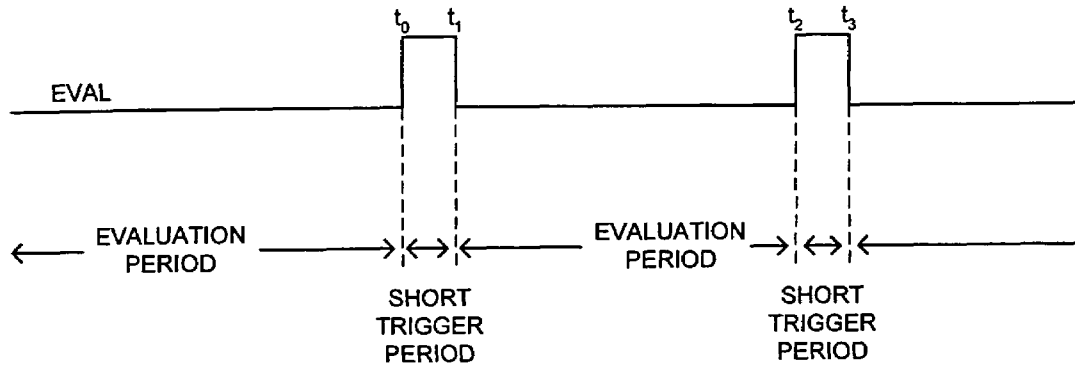 t0 t1 t2 t3
EVAL
EVALUATION
PERIOD
EVALUATION
PERIOD
SHORT
TRIGGER
PERIOD
SHORT
TRIGGER
PERIOD